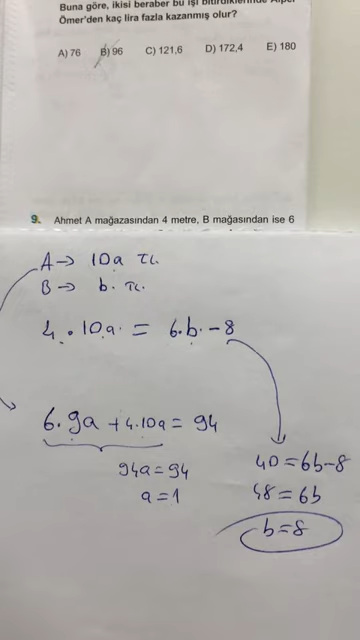 Buna göre, ikisi beraber bu işi bitirdiklerinde Alper
Ömer'den kaç lira fazla kazanmış olur?
A) 76 B) 96 C) 121,6 D) 172,4 E) 180
9. Ahmet A mağazasından 4 metre, B mağasından ise 6
A → 10a TL
B → b. TL.
4 . 10a. = 6.b. - 8
6.9a + 4.10a = 94
94a = 94
a = 1
40 = 6b - 8
48 = 6b
b = 8